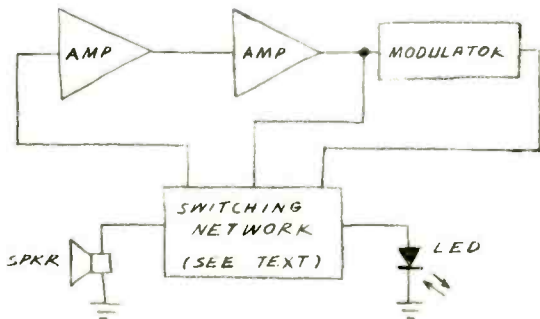 AMP
AMP
MODULATOR
SWITCHING
NETWORK
(SEE TEXT)
SPKR
LED